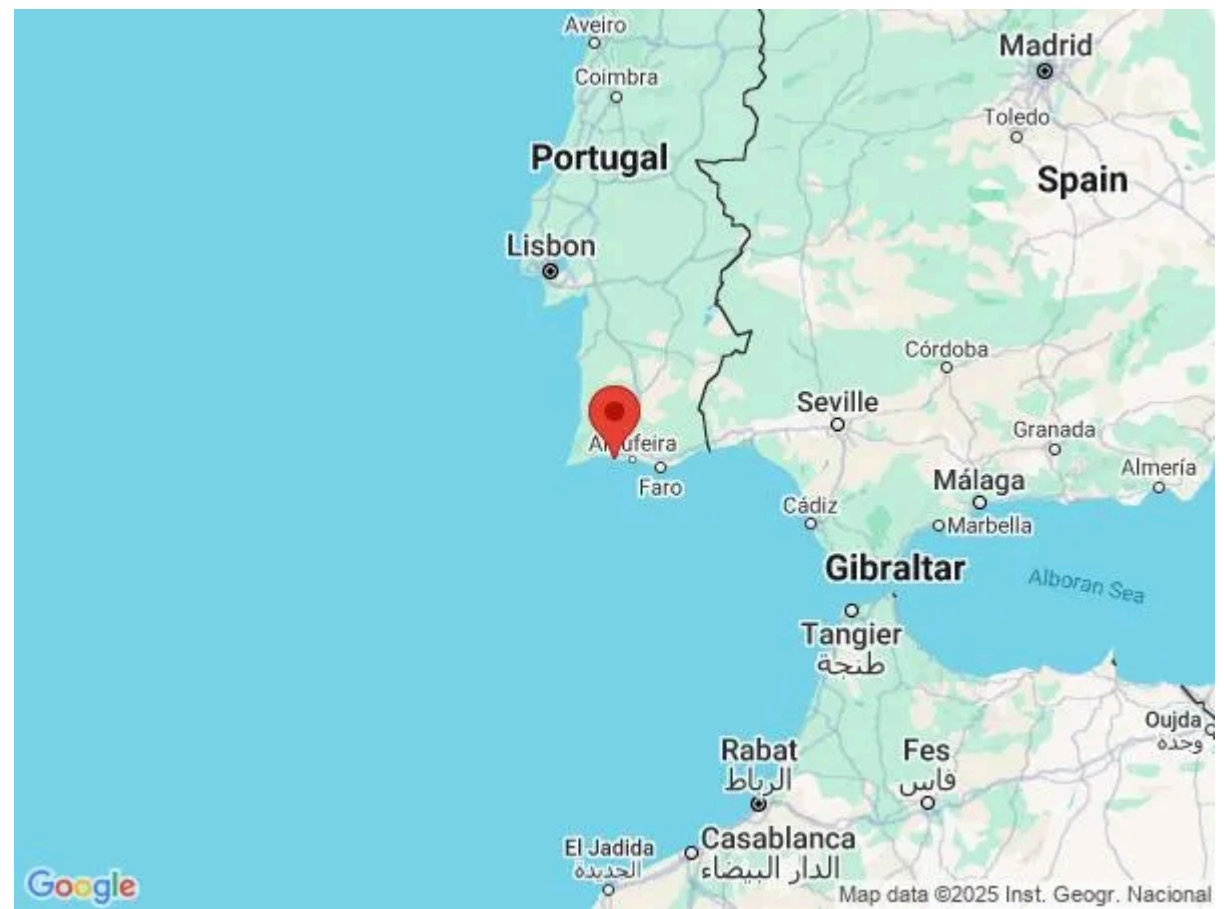 Aveiro
Madrid
Coimbra
Toledo
Portugal
Spain
Lisbon
Córdoba
Seville
Granada
Faro
Málaga
Almería
Cádiz
Marbella
Gibraltar
Alboran Sea
Tangier
طنجة
Oujda
وجدة
Rabat
الرباط
Fes
فاس
Casablanca
الدار البيضاء
El Jadida
الجديدة
Google
Map data ©2025 Inst. Geogr. Nacional